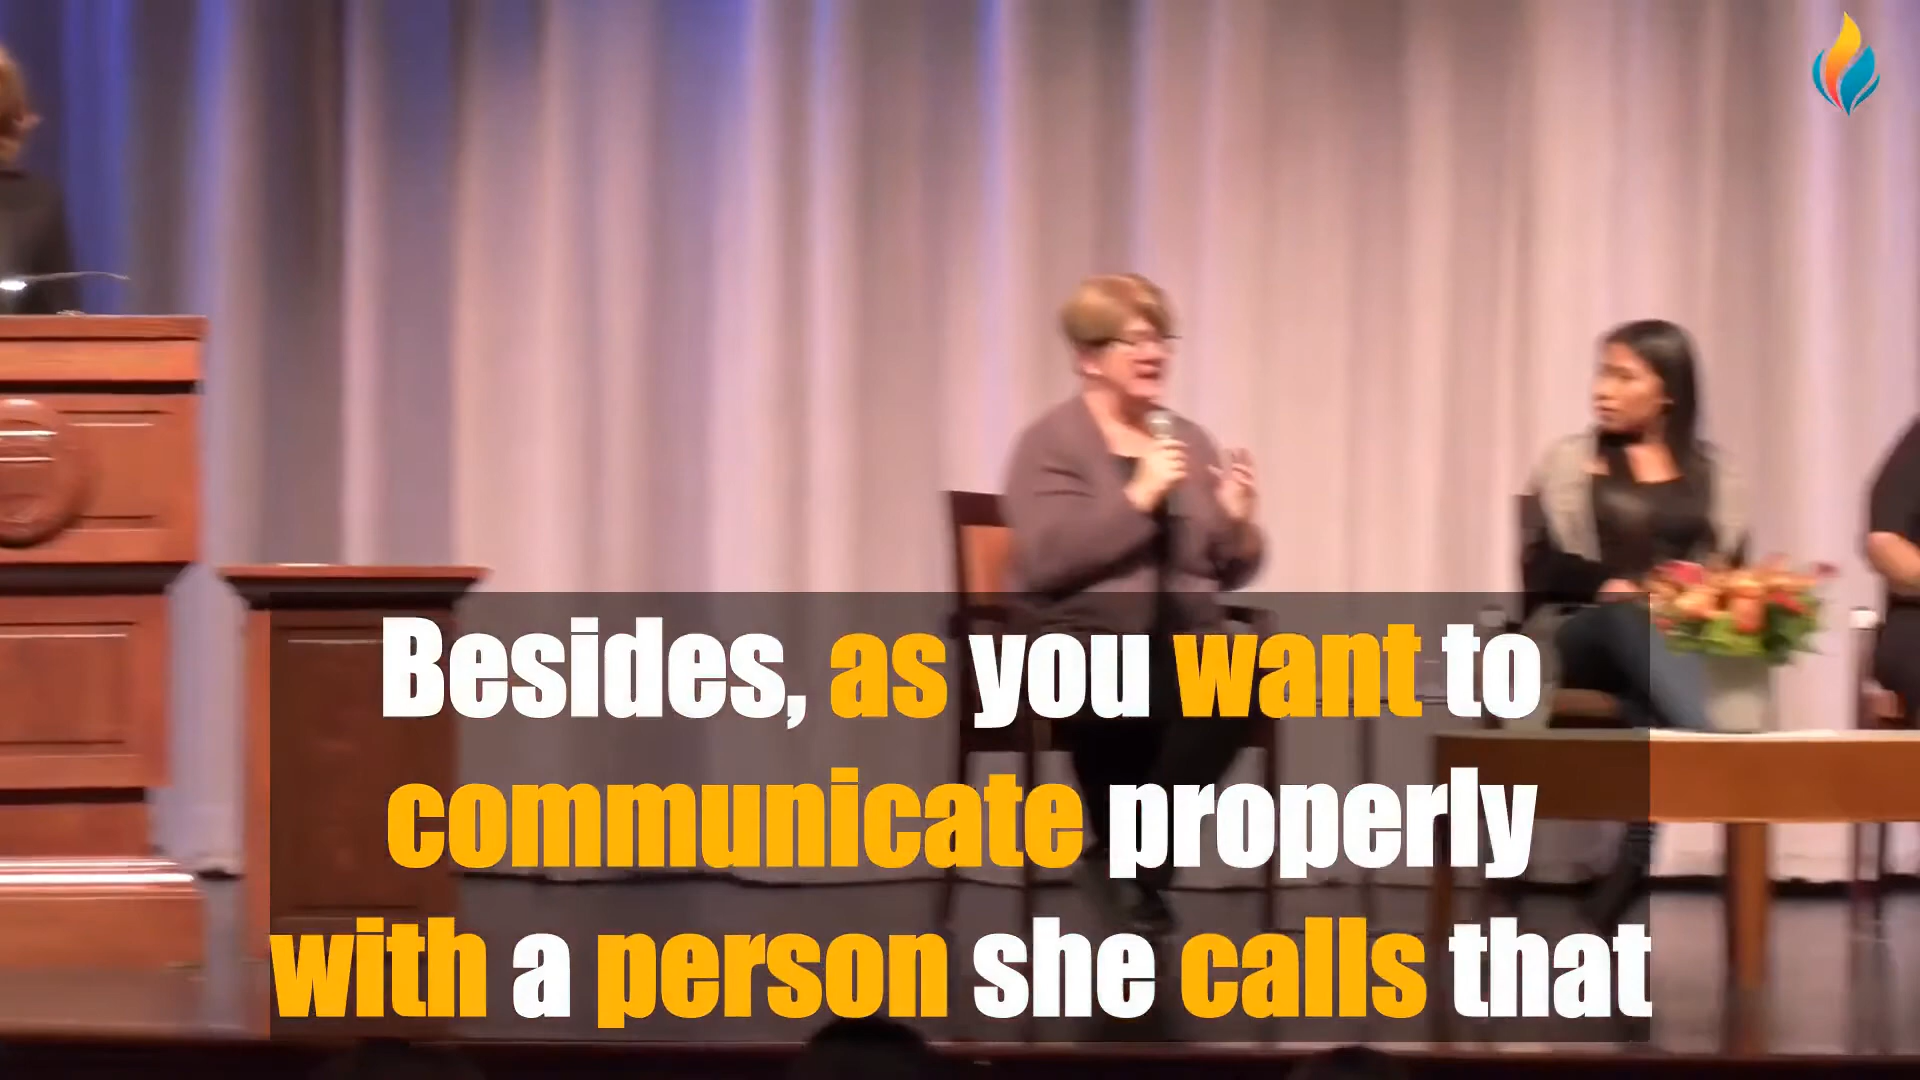 Besides, as you want to
communicate properly
with a person she calls that